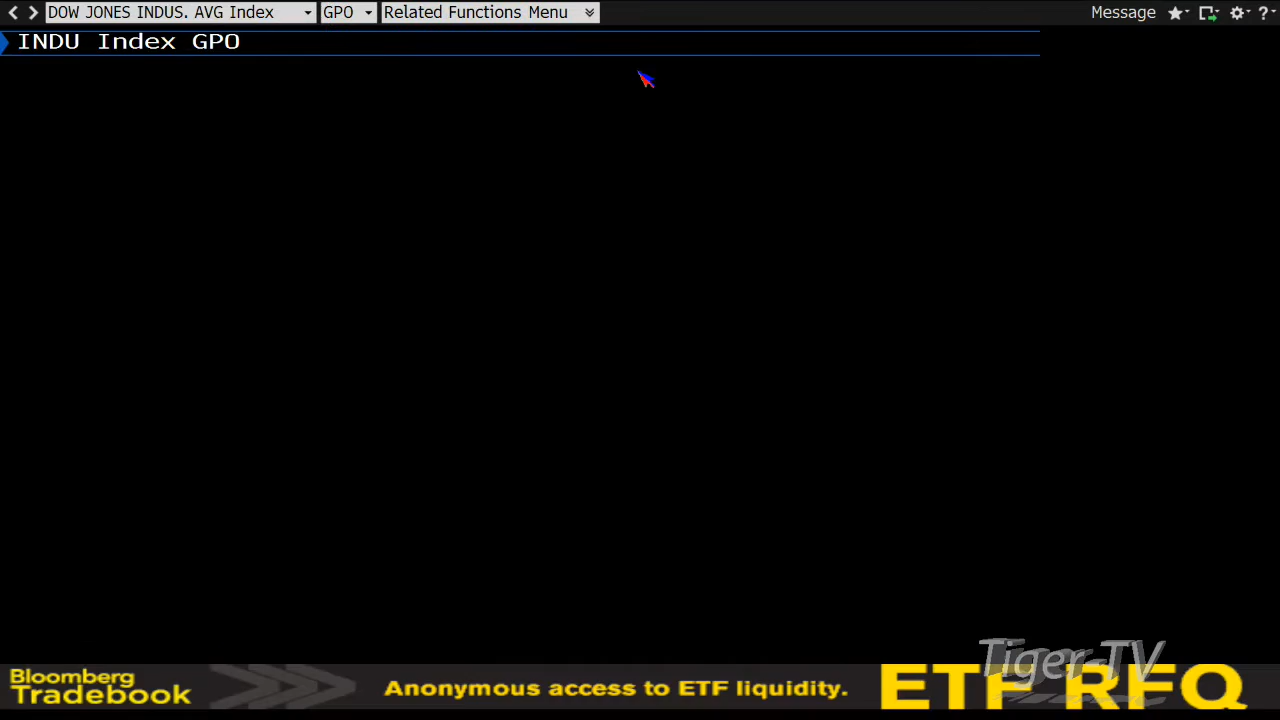 DOW JONES INDUS. AVG Index GPO Related Functions Menu Message ?
INDU Index GPO
Tiger-TV
Bloomberg
Tradebook
Anonymous access to ETF liquidity.
ETF RFQ